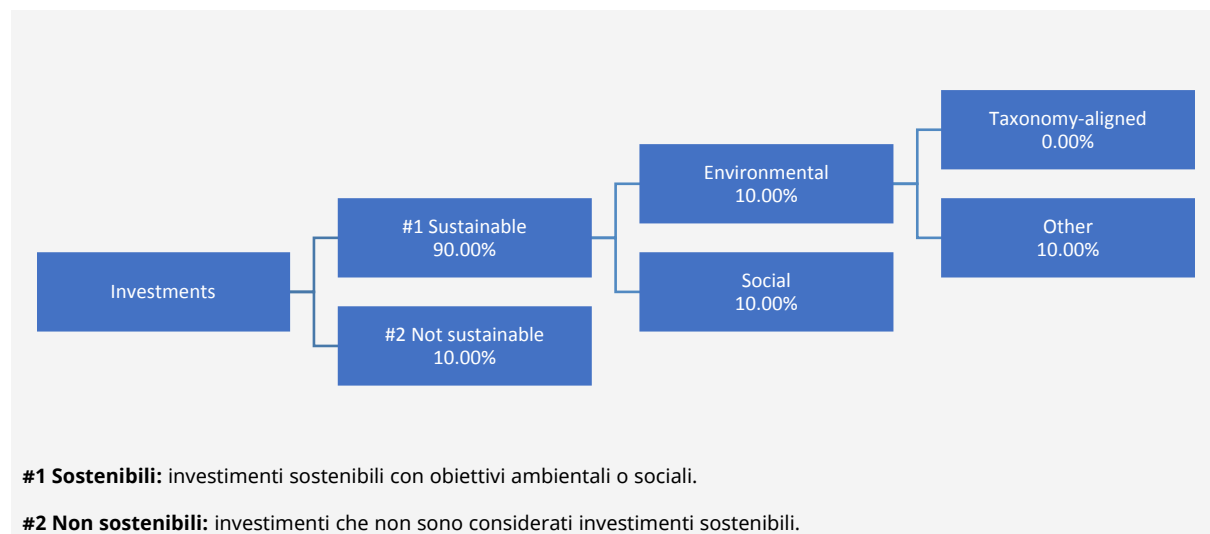 Investments
#1 Sustainable
90.00%
#2 Not sustainable
10.00%
Environmental
10.00%
Social
10.00%
Taxonomy-aligned
0.00%
Other
10.00%
#1 Sostenibili: investimenti sostenibili con obiettivi ambientali o sociali.
#2 Non sostenibili: investimenti che non sono considerati investimenti sostenibili.